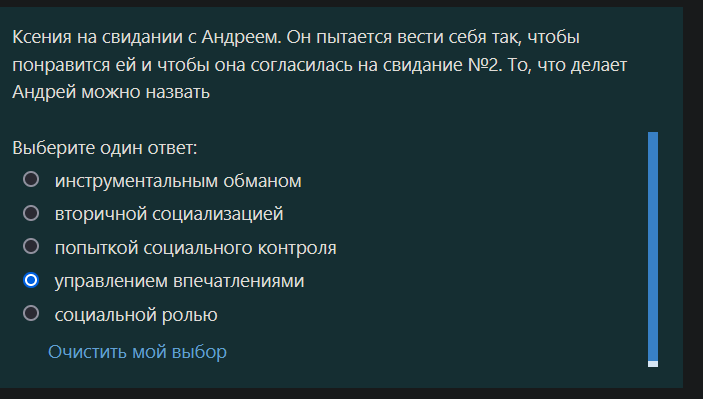 Ксения на свидании с Андреем. Он пытается вести себя так, чтобы
понравится ей и чтобы она согласилась на свидание №2. То, что делает
Андрей можно назвать
Выберите один ответ:
инструментальным обманом
вторичной социализацией
попыткой социального контроля
управлением впечатлениями
социальной ролью
Очистить мой выбор